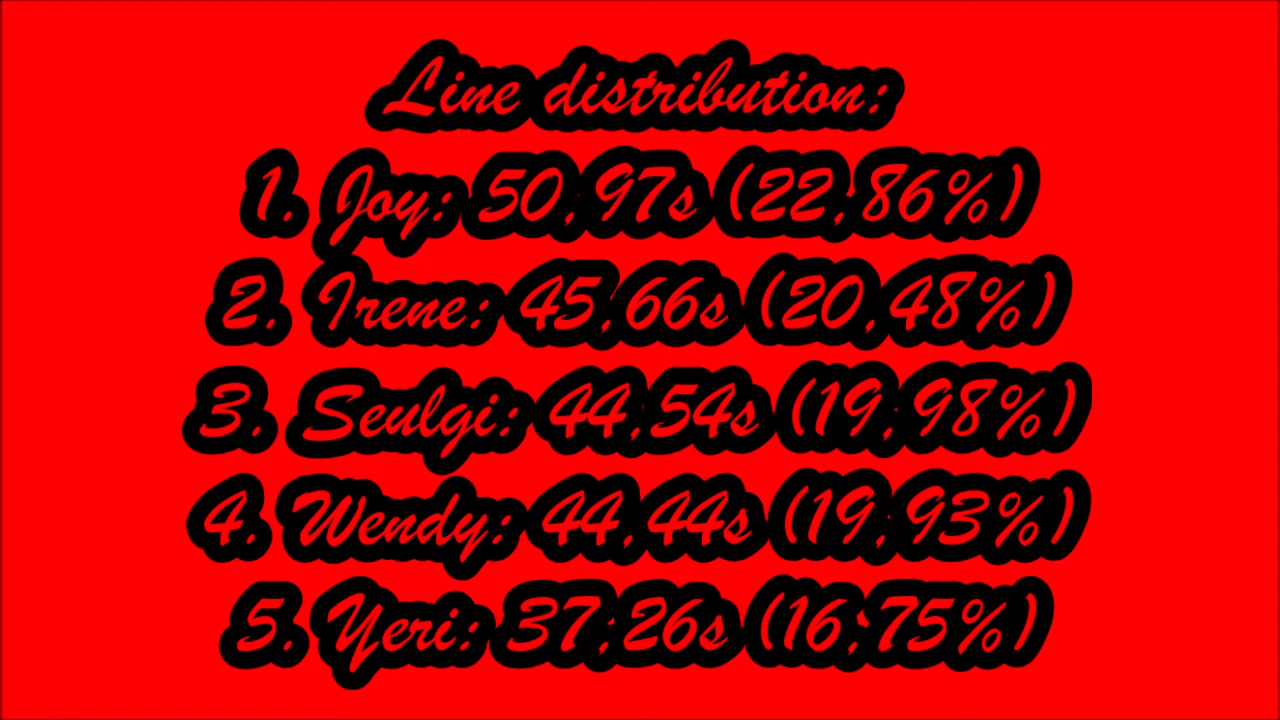 Line distribution:
1. Joy: 50,97s (22,86%)
2. Irene: 45,66s (20,48%)
3. Seulgi: 44,54s (19,98%)
4. Wendy: 44,44s (19,93%)
5. Yeri: 37,26s (16,75%)